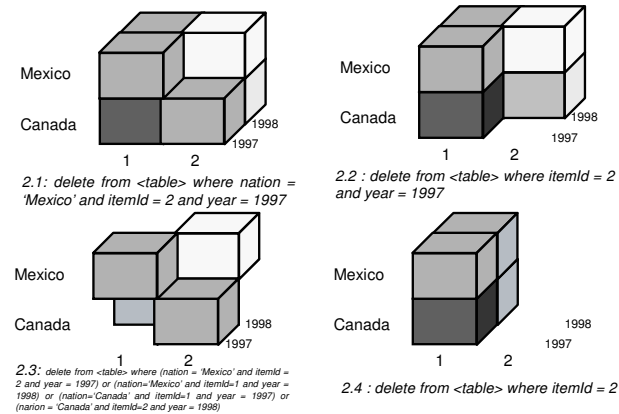 Mexico
Canada
1998
1997
1 2
2.1: delete from <table> where nation =
‘Mexico’ and itemId = 2 and year = 1997
Mexico
Canada
1998
1997
1 2
2.2 : delete from <table> where itemId = 2
and year = 1997
Mexico
Canada
1998
1997
1 2
2.3: delete from <table> where (nation = ‘Mexico’ and itemId =
2 and year = 1997) or (nation=‘Mexico’ and itemId=1 and year =
1998) or (nation=‘Canada’ and itemId=1 and year = 1997) or
(nation = ‘Canada’ and itemId=2 and year = 1998)
Mexico
Canada
1998
1997
1 2
2.4 : delete from <table> where itemId = 2